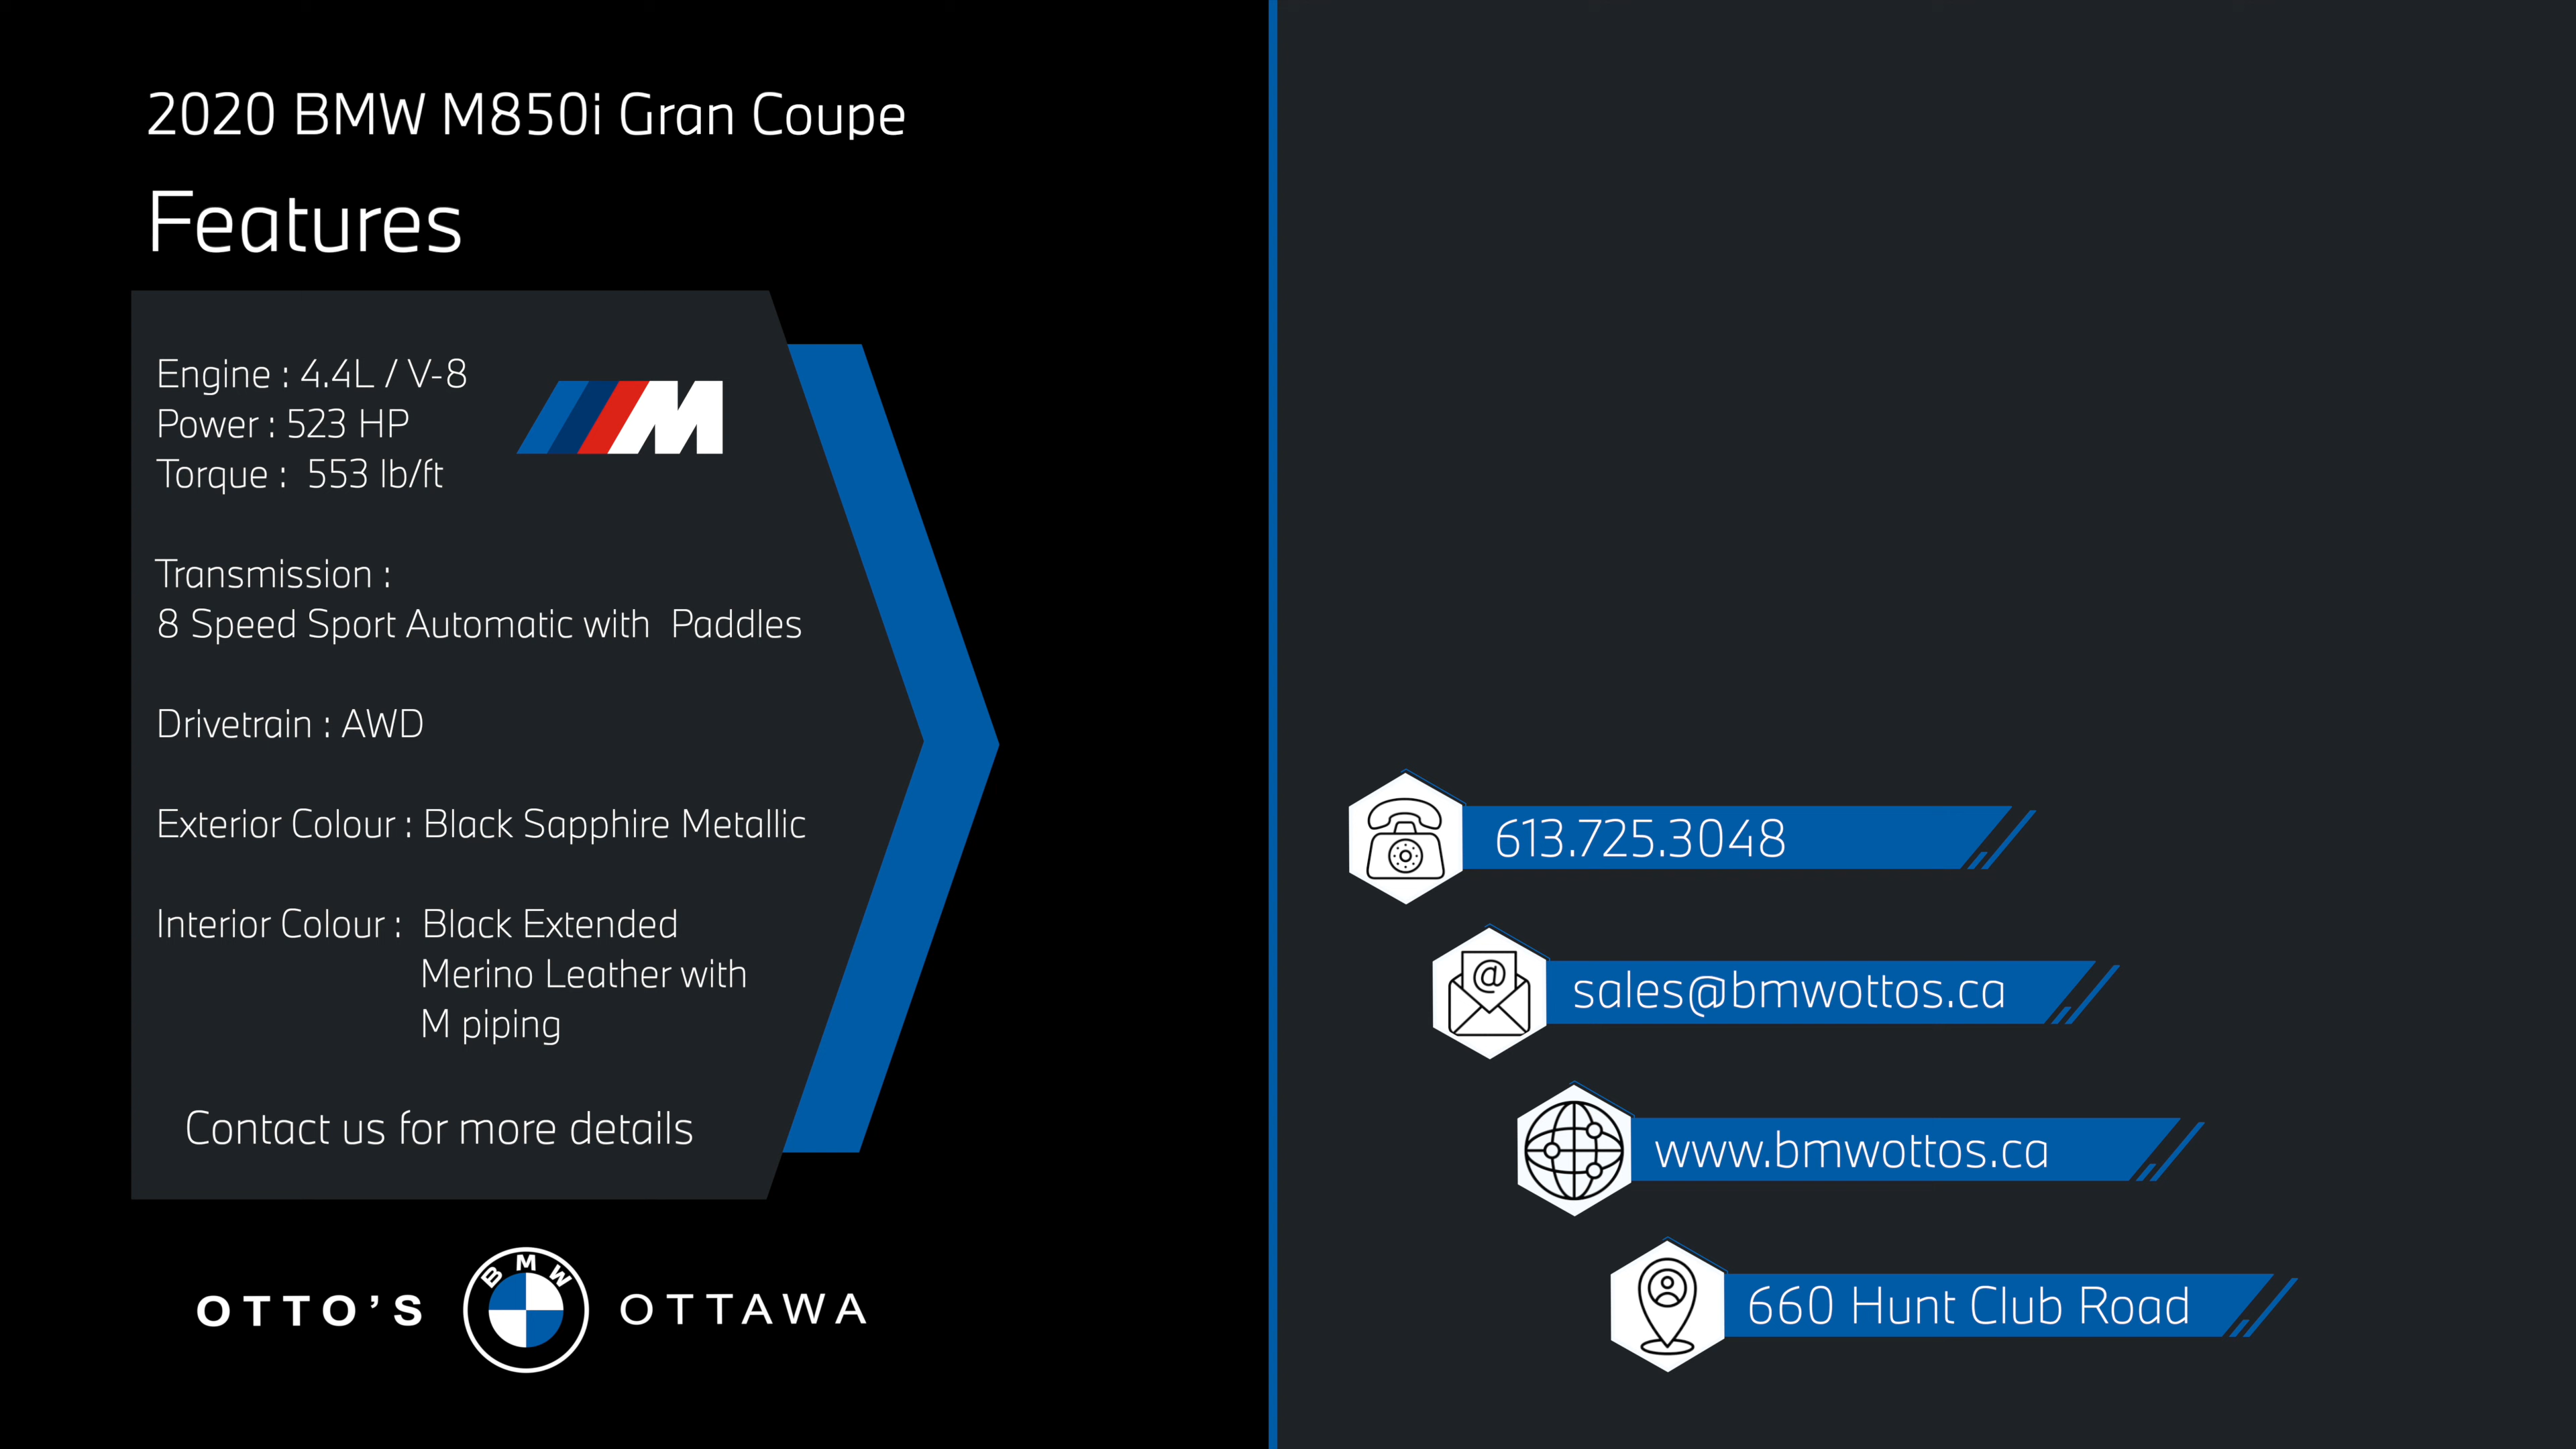 2020 BMW M850i Gran Coupe
Features
Engine : 4.4L / V-8
Power : 523 HP
Torque : 553 lb/ft
M
Transmission :
8 Speed Sport Automatic with Paddles
Drivetrain : AWD
Exterior Colour : Black Sapphire Metallic
Interior Colour : Black Extended
Merino Leather with
M piping
Contact us for more details
OTTO'S BMW OTTAWA
613.725.3048
@
sales@bmwottos.ca
www.bmwottos.ca
660 Hunt Club Road